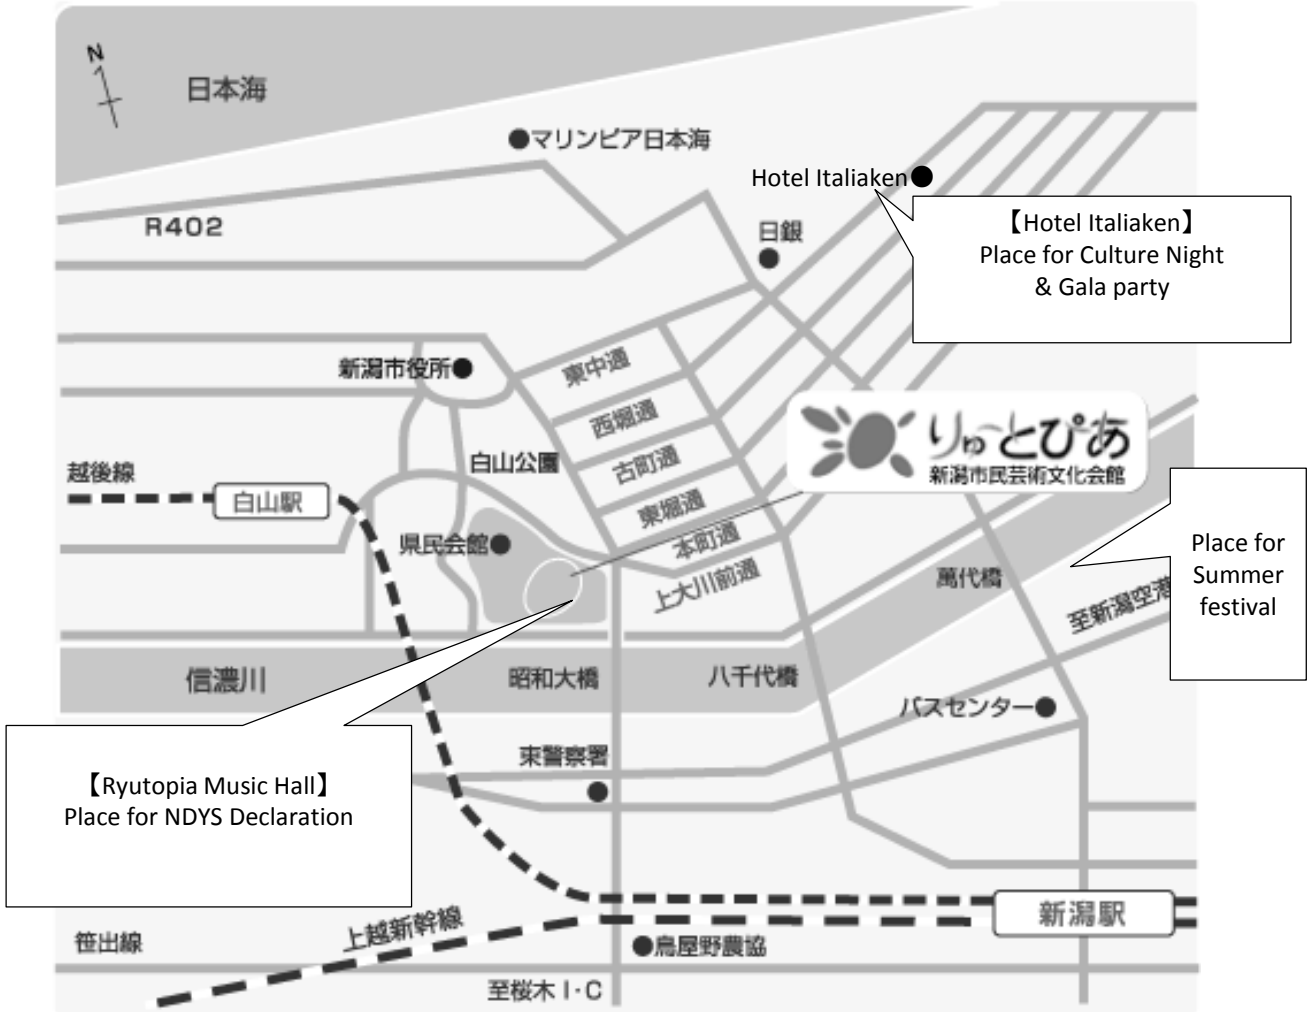 N
日本海
●マリンピア日本海
Hotel Italiaken
R402
【Hotel Italiaken】
Place for Culture Night
& Gala party
日銀
新潟市役所
東中通
西堀通
古町通
東堀通
本町通
上大川前通
りゅーとぴあ
新潟市民芸術文化会館
白山公園
越後線
白山駅
県民会館
萬代橋
Place for
Summer
festival
至新潟空港
信濃川
昭和大橋
八千代橋
バスセンター
東警察署
【Ryutopia Music Hall】
Place for NDYS Declaration
新潟駅
上越新幹線
笹出線
●鳥屋野農協
至桜木I・C